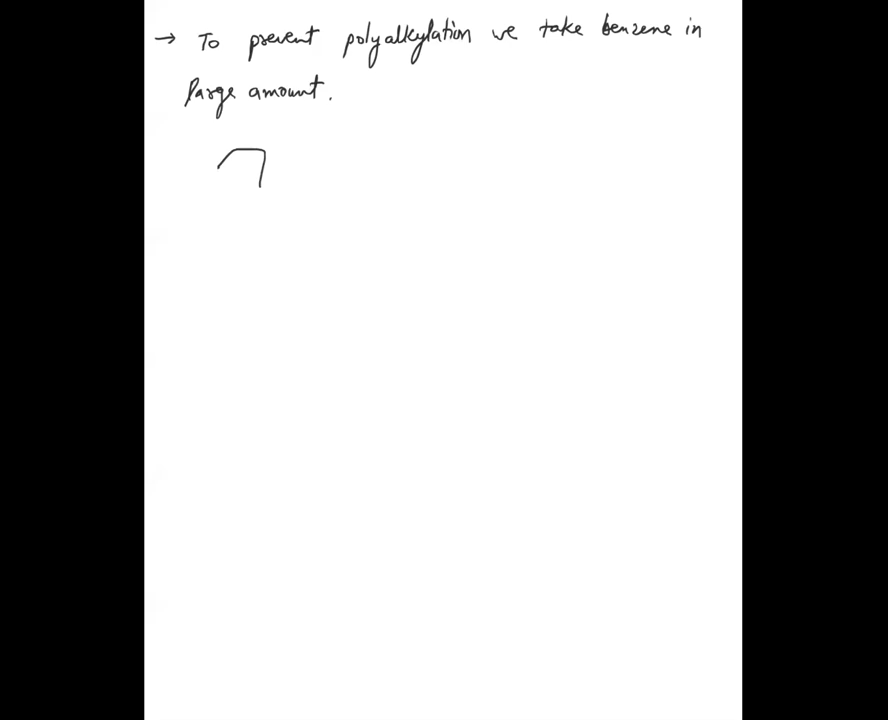 → To prevent polyalkylation we take benzene in
large amount.